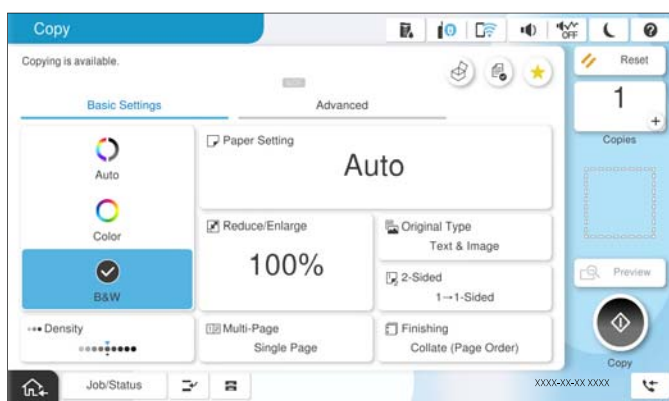 Copy
OFF
Copying is available.
Reset
1
Copies
Basic Settings
Advanced
Auto
Color
B&W
Paper Setting
Auto
Reduce/Enlarge
100%
Original Type
Text & Image
2-Sided
1→1-Sided
Density
Multi-Page
Single Page
Finishing
Collate (Page Order)
Preview
Copy
Job/Status
XXXX-XX-XX XXXX